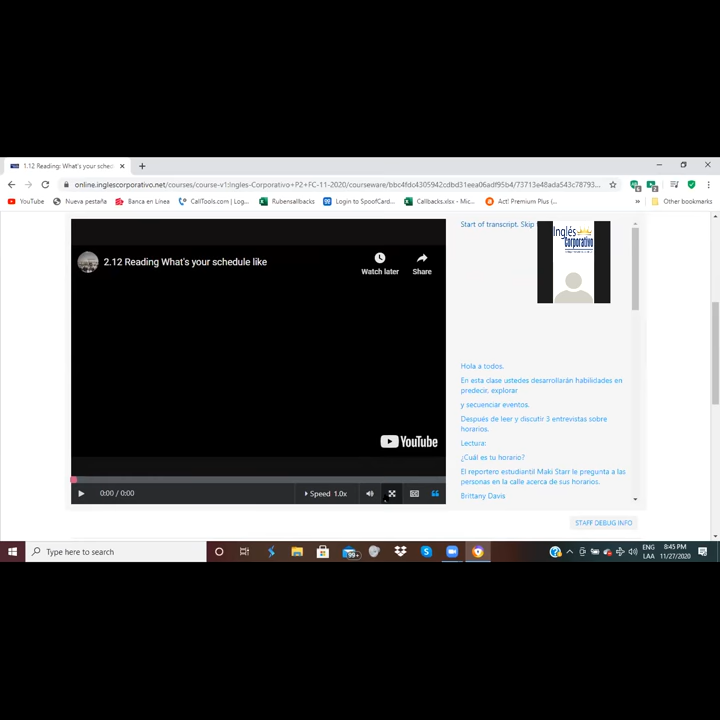 1.12 Reading: What's your sched
online.inglescorporativo.net/courses/course-v1:Ingles-Corporativo+P2+FC-11-2020/courseware/bbc4fdc4305942cdbd31eea06adf95b4/73713e48ada543c78793...
YouTube
Nueva pestaña
Banca en Línea
CallTools.com | Log...
Rubensallbacks
Login to SpoofCard...
Callbacks.xlsx - Mic...
Act! Premium Plus (...
»
Other bookmarks
2.12 Reading What's your schedule like
Watch later
Share
YouTube
0:00 / 0:00
Speed 1.0x
Start of transcript. Skip
Inglés
Corporativo
Hola a todos.
En esta clase ustedes desarrollarán habilidades en
predecir, explorar
y secuenciar eventos.
Después de leer y discutir 3 entrevistas sobre
horarios.
Lectura:
¿Cuál es tu horario?
El reportero estudiantil Maki Starr le pregunta a las
personas en la calle acerca de sus horarios.
Brittany Davis
STAFF DEBUG INFO
Type here to search
99+
ENG
LAA
8:45 PM
11/27/2020